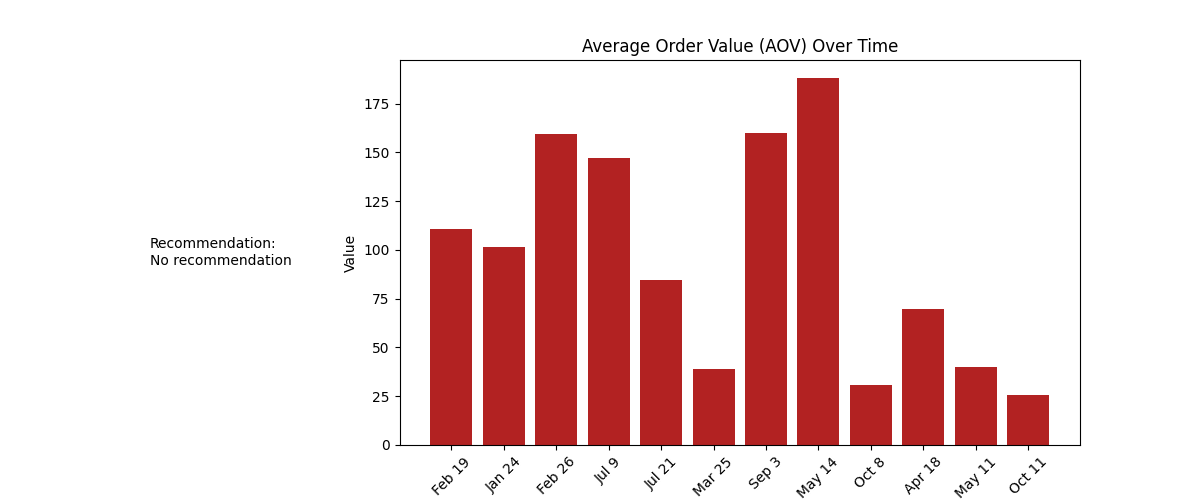 Average Order Value (AOV) Over Time
Recommendation:
No recommendation
Value
175
150
125
100
75
50
25
0
Feb 19
Jan 24
Feb 26
Jul 9
Jul 21
Mar 25
Sep 3
May 14
Oct 8
Apr 18
May 11
Oct 11